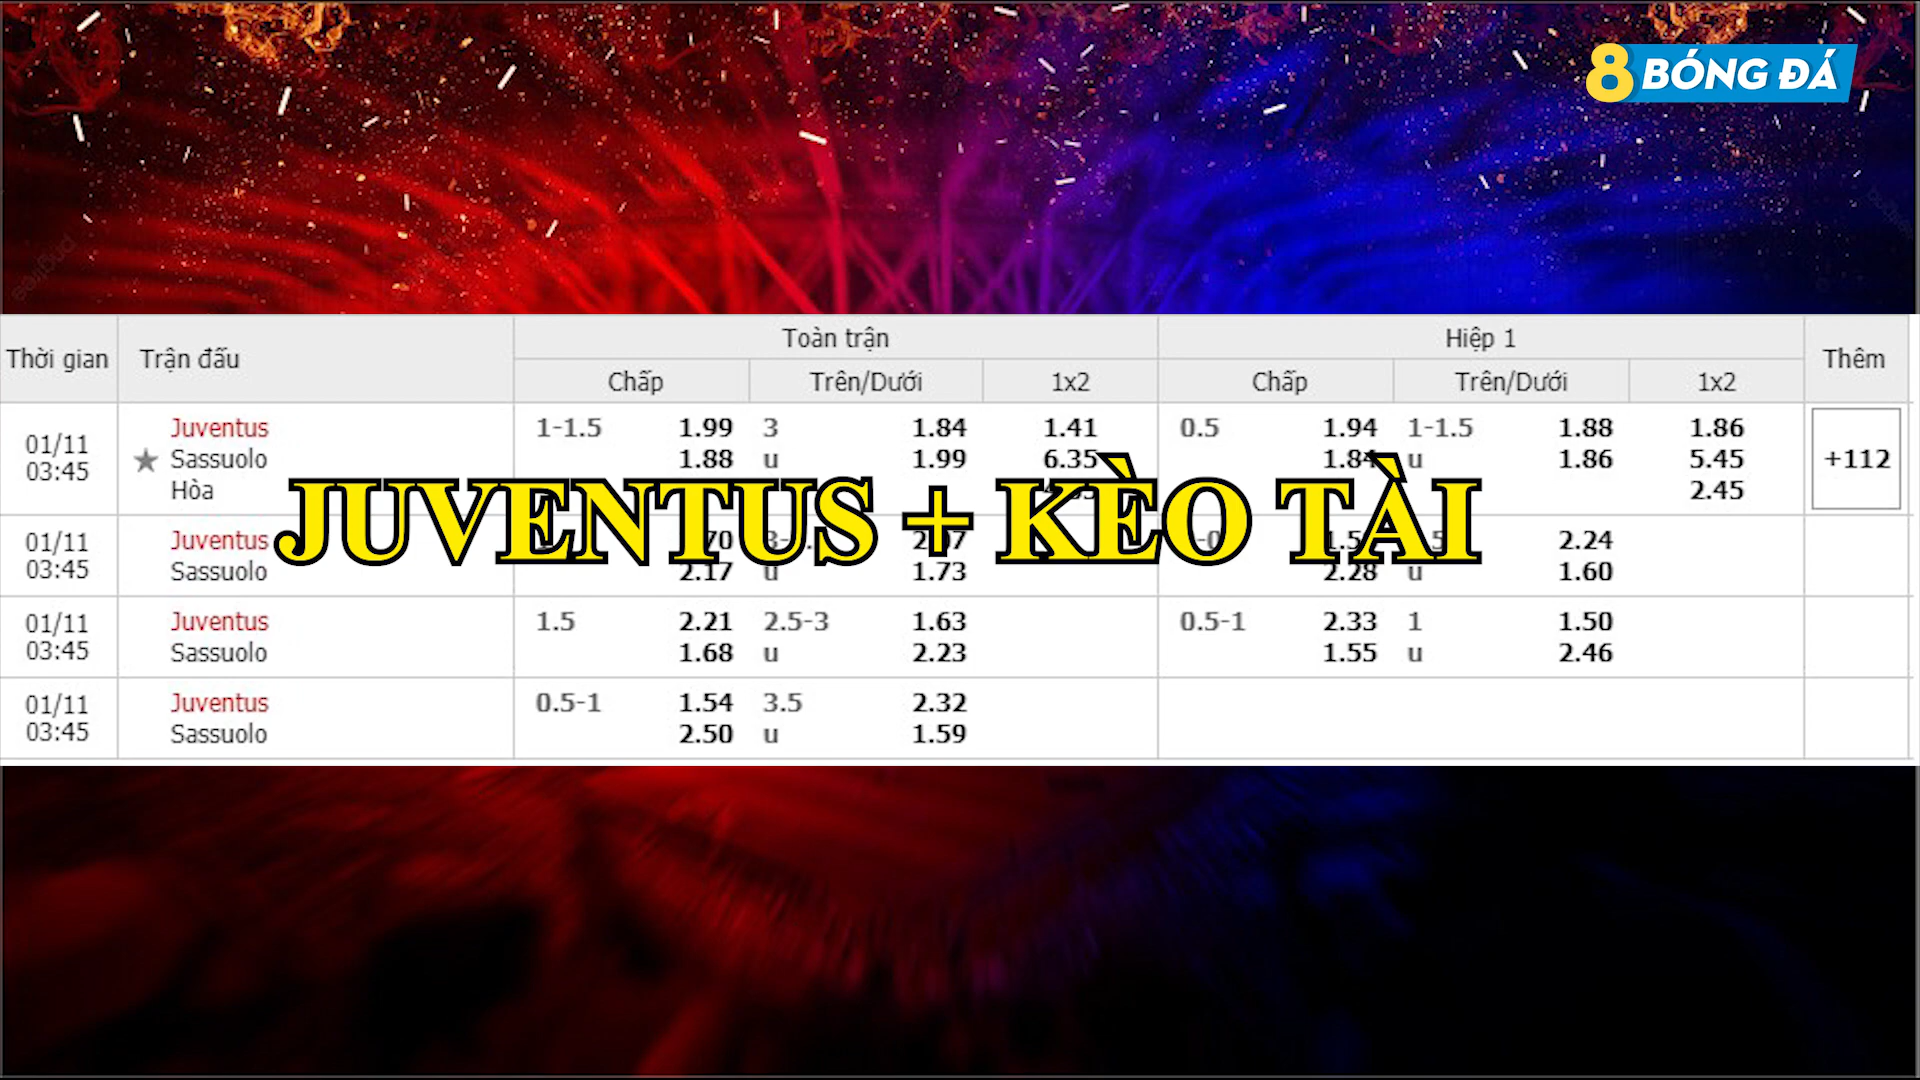 8 BÓNG ĐÁ
Thời gian Trận đấu Toàn trận Hiệp 1 Thêm
Chấp Trên/Dưới 1x2 Chấp Trên/Dưới 1x2
01/11 03:45 Juventus 1-1.5 1.99 3 1.84 1.41 0.5 1.94 1-1.5 1.88 1.86 +112
★ Sassuolo 1.88 u 1.99 6.35 1.84 u 1.86 5.45
Hòa 2.45
JUVENTUS + KÈO TÀI
01/11 03:45 Juventus 2.24
Sassuolo 2.17 u 1.73 2.28 u 1.60
01/11 03:45 Juventus 1.5 2.21 2.5-3 1.63 0.5-1 2.33 1 1.50
Sassuolo 1.68 u 2.23 1.55 u 2.46
01/11 03:45 Juventus 0.5-1 1.54 3.5 2.32
Sassuolo 2.50 u 1.59